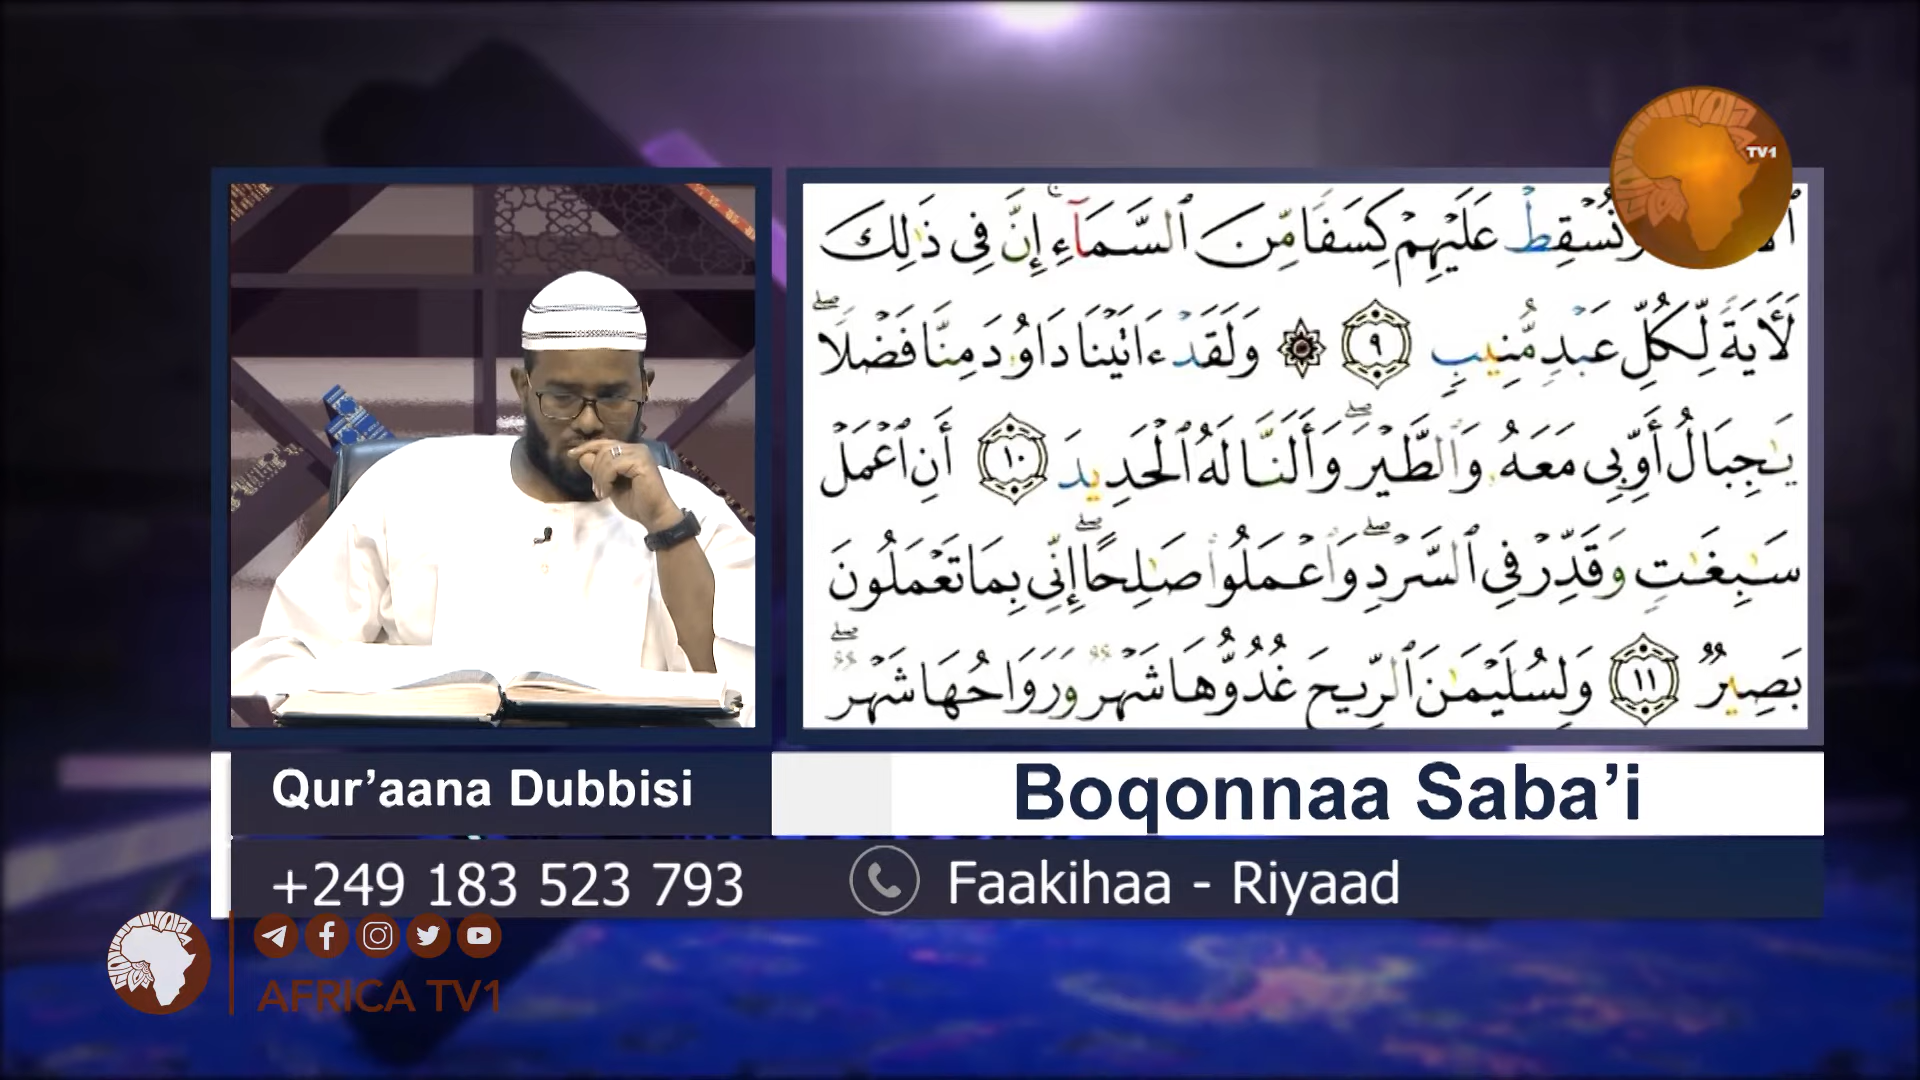 TV1
نُسْقِطْ عَلَيْهِمْ كِسَفًا مِّنَ ٱلسَّمَآءِ إِنَّ فِى ذَٰلِكَ
لَأٓيَةً لِّكُلِّ عَبْدٍ مُّنِيبٍ ٩ ۞ وَلَقَدْ ءَاتَيْنَا دَاوُۥدَ مِنَّا فَضْلًا ۖ
يَٰجِبَالُ أَوِّبِى مَعَهُۥ وَٱلطَّيْرَ ۖ وَأَلَنَّا لَهُ ٱلْحَدِيدَ ١٠ أَنِ ٱعْمَلْ
سَٰبِغَٰتٍ وَقَدِّرْ فِى ٱلسَّرْدِ ۖ وَٱعْمَلُوا۟ صَٰلِحًا ۖ إِنِّى بِمَا تَعْمَلُونَ
بَصِيرٌ ١١ وَلِسُلَيْمَٰنَ ٱلرِّيحَ غُدُوُّهَا شَهْرٌ وَرَوَاحُهَا شَهْرٌ ۖ
Qur’aana Dubbisi
Boqonnaa Saba’i
+249 183 523 793
Faakihaa - Riyaad
AFRICA TV1